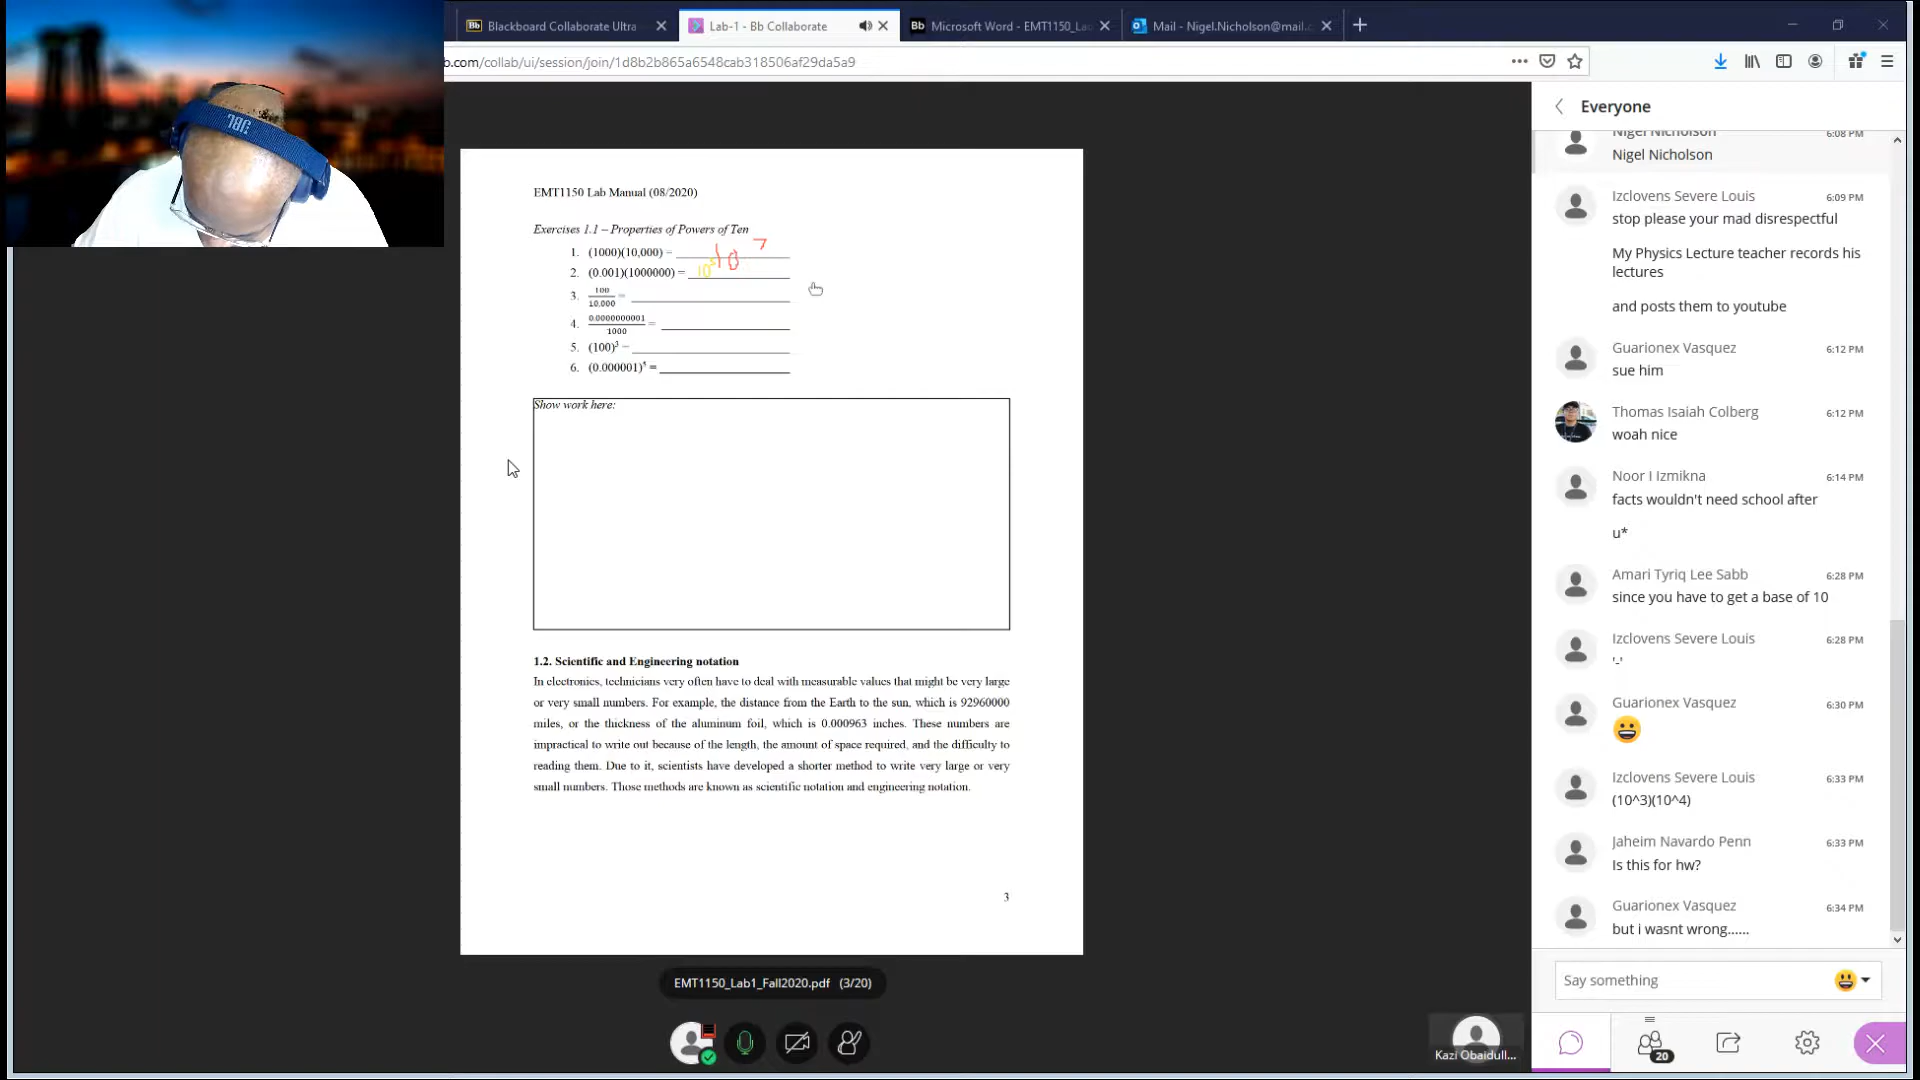 Blackboard Collaborate Ultra
Lab-1 - Bb Collaborate
Microsoft Word - EMT1150_La
Mail - Nigel.Nicholson@mail.c
b.com/collab/ui/session/join/1d8b2b865a6548cab318506af29da5a9
JBL
EMT1150 Lab Manual (08/2020)
Exercises 1.1 – Properties of Powers of Ten
1. (1000)(10,000) = 10 7
2. (0.001)(1000000) = 10³
3. 100/10,000 =
4. 0.0000000001/1000 =
5. (100)³ =
6. (0.000001)⁴ =
Show work here:
1.2. Scientific and Engineering notation
In electronics, technicians very often have to deal with measurable values that might be very large
or very small numbers. For example, the distance from the Earth to the sun, which is 92960000
miles, or the thickness of the aluminum foil, which is 0.000963 inches. These numbers are
impractical to write out because of the length, the amount of space required, and the difficulty to
reading them. Due to it, scientists have developed a shorter method to write very large or very
small numbers. Those methods are known as scientific notation and engineering notation.
3
EMT1150_Lab1_Fall2020.pdf (3/20)
Kazi Obaidull...
Everyone
Nigel Nicholson 6:08 PM
Nigel Nicholson
Izclovens Severe Louis 6:09 PM
stop please your mad disrespectful
My Physics Lecture teacher records his
lectures
and posts them to youtube
Guarionex Vasquez 6:12 PM
sue him
Thomas Isaiah Colberg 6:12 PM
woah nice
Noor I Izmikna 6:14 PM
facts wouldn't need school after
u*
Amari Tyriq Lee Sabb 6:28 PM
since you have to get a base of 10
Izclovens Severe Louis 6:28 PM
'-'
Guarionex Vasquez 6:30 PM
😀
Izclovens Severe Louis 6:33 PM
(10^3)(10^4)
Jaheim Navardo Penn 6:33 PM
Is this for hw?
Guarionex Vasquez 6:34 PM
but i wasnt wrong......
Say something
20